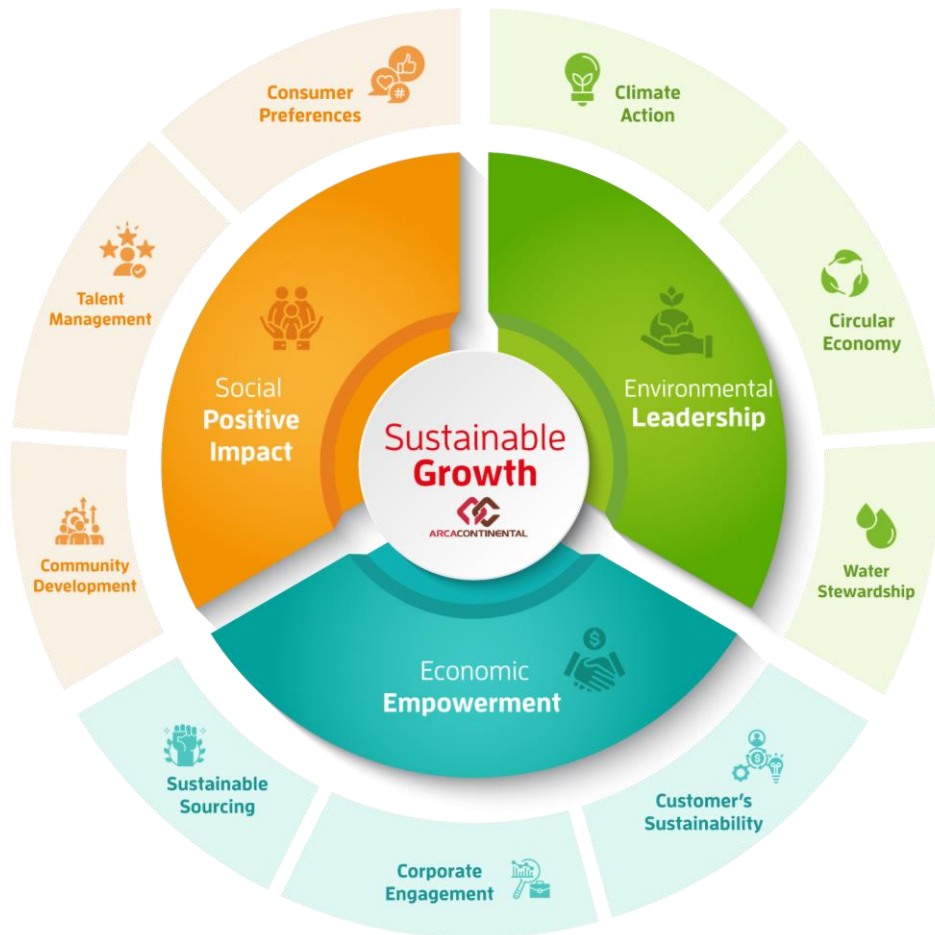 Consumer
Preferences
#
Climate
Action
Talent
Management
Circular
Economy
Social
Positive
Impact
Environmental
Leadership
Sustainable
Growth
ARCACONTINENTAL
Community
Development
Water
Stewardship
$
Economic
Empowerment
Sustainable
Sourcing
$
Customer's
Sustainability
Corporate
Engagement